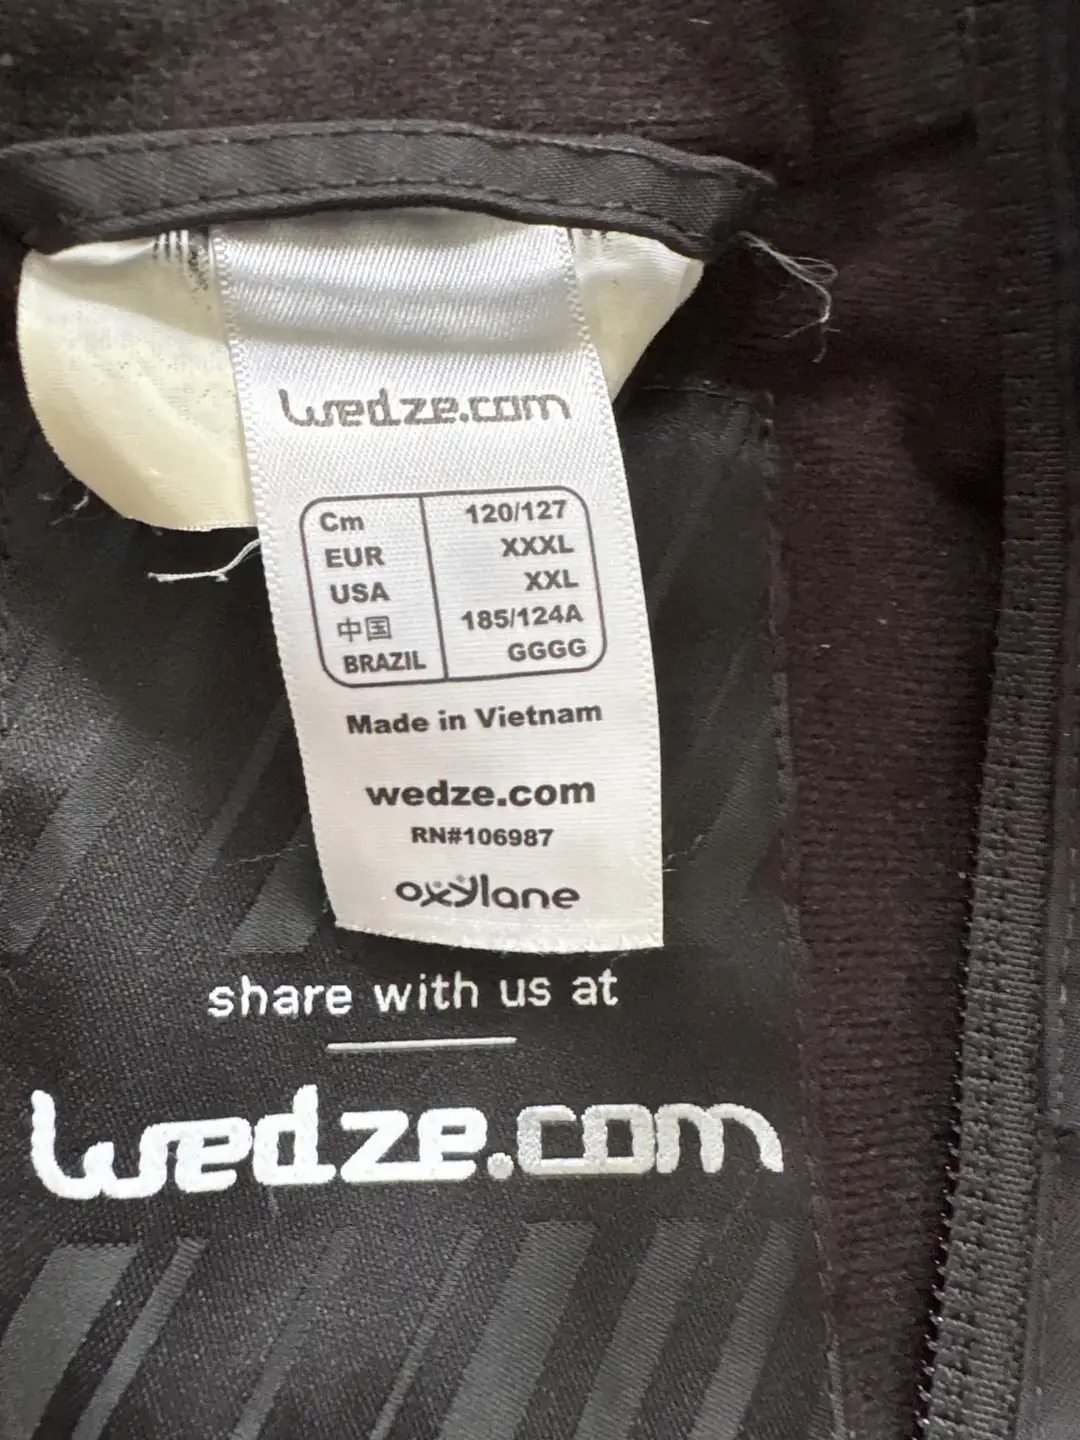 wedze.com
Cm 120/127
EUR XXXL
USA XXL
中国 185/124A
BRAZIL GGGG
Made in Vietnam
wedze.com
RN#106987
oxylane
share with us at
wedze.com